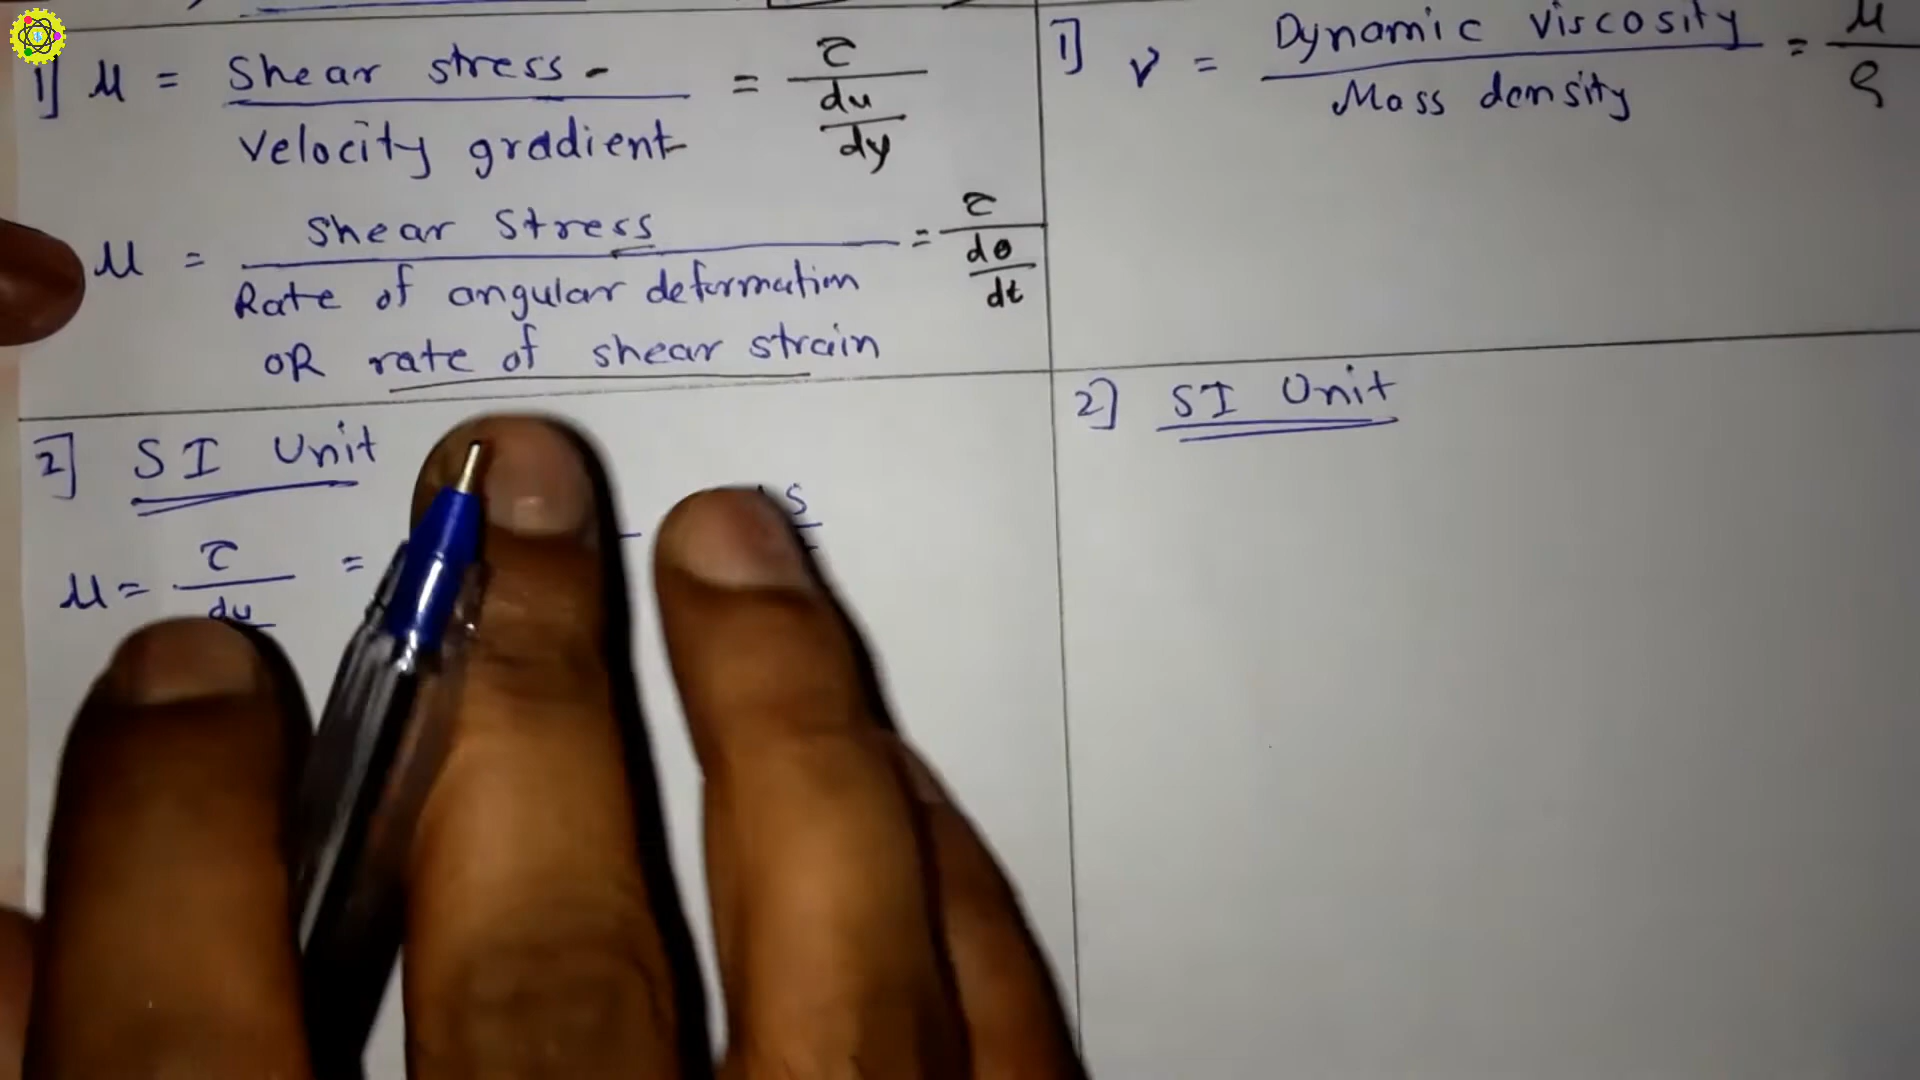 1] μ = Shear stress - / Velocity gradient = τ / du/dy
μ = Shear Stress / Rate of angular deformation OR rate of shear strain = τ / dθ/dt
2] SI Unit
μ = τ / du =
1] ν = Dynamic Viscosity / Mass density = μ / ρ
2] SI Unit